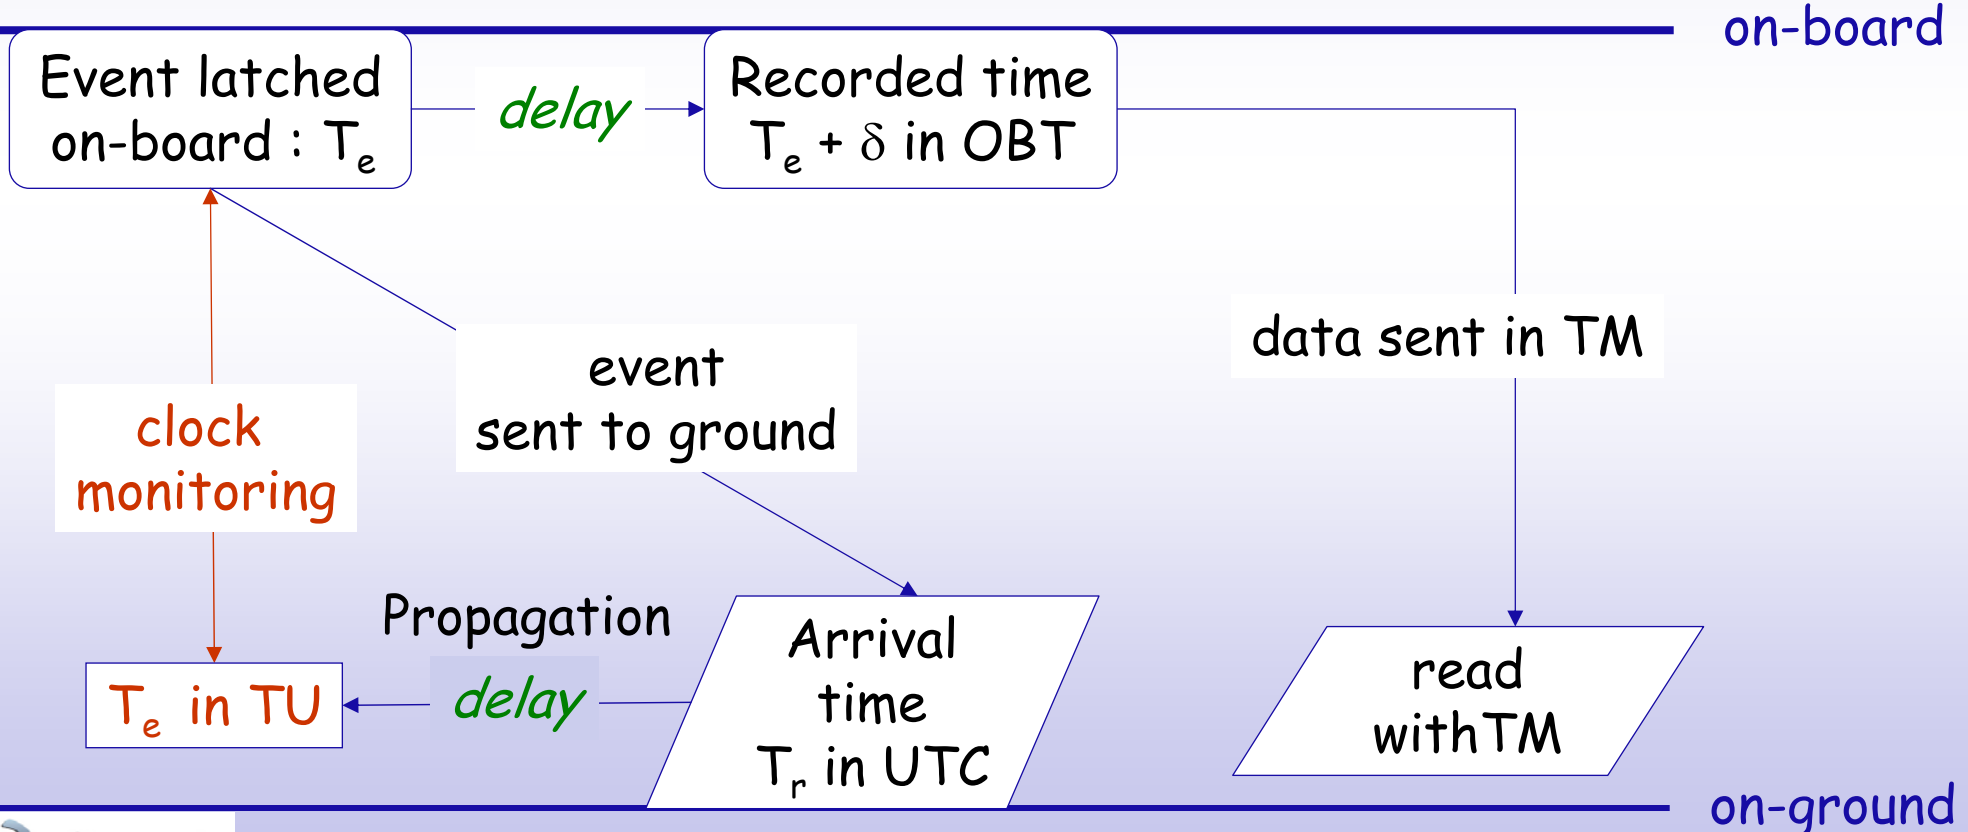 on-board
Event latched
on-board : Te
delay
Recorded time
Te + δ in OBT
data sent in TM
event
sent to ground
clock
monitoring
Propagation
delay
Te in TU
Arrival
time
Tr in UTC
read
withTM
on-ground